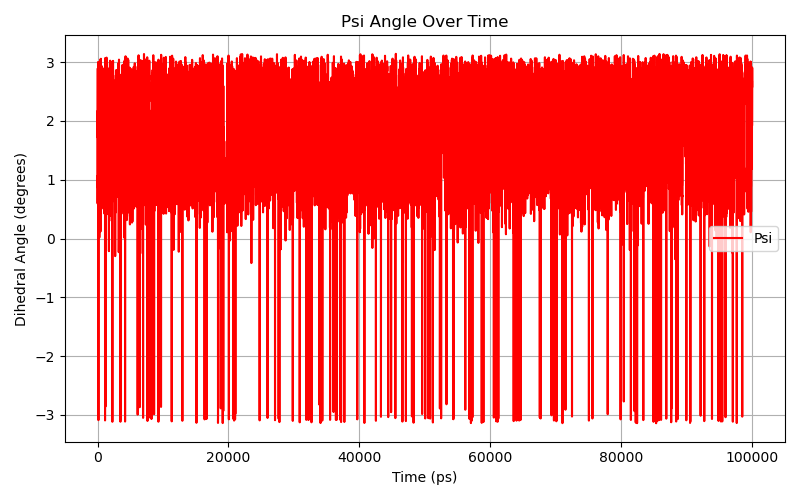 Psi Angle Over Time
Dihedral Angle (degrees)
3
2
1
0
−1
−2
−3
Psi
0 20000 40000 60000 80000 100000
Time (ps)